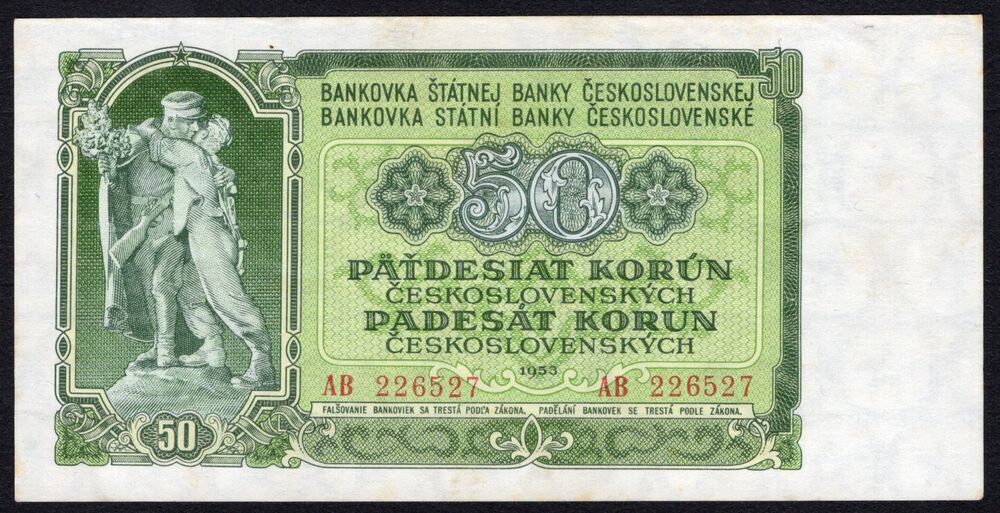 50
BANKOVKA ŠTÁTNEJ BANKY ČESKOSLOVENSKEJ
BANKOVKA STÁTNÍ BANKY ČESKOSLOVENSKÉ
50
PÄŤDESIAT KORÚN
ČESKOSLOVENSKÝCH
PADESÁT KORUN
ČESKOSLOVENSKÝCH
1953
AB 226527 AB 226527
FALŠOVANIE BANKOVIEK SA TRESTÁ PODĽA ZÁKONA. PADĚLÁNÍ BANKOVEK SE TRESTÁ PODLE ZÁKONA.
50